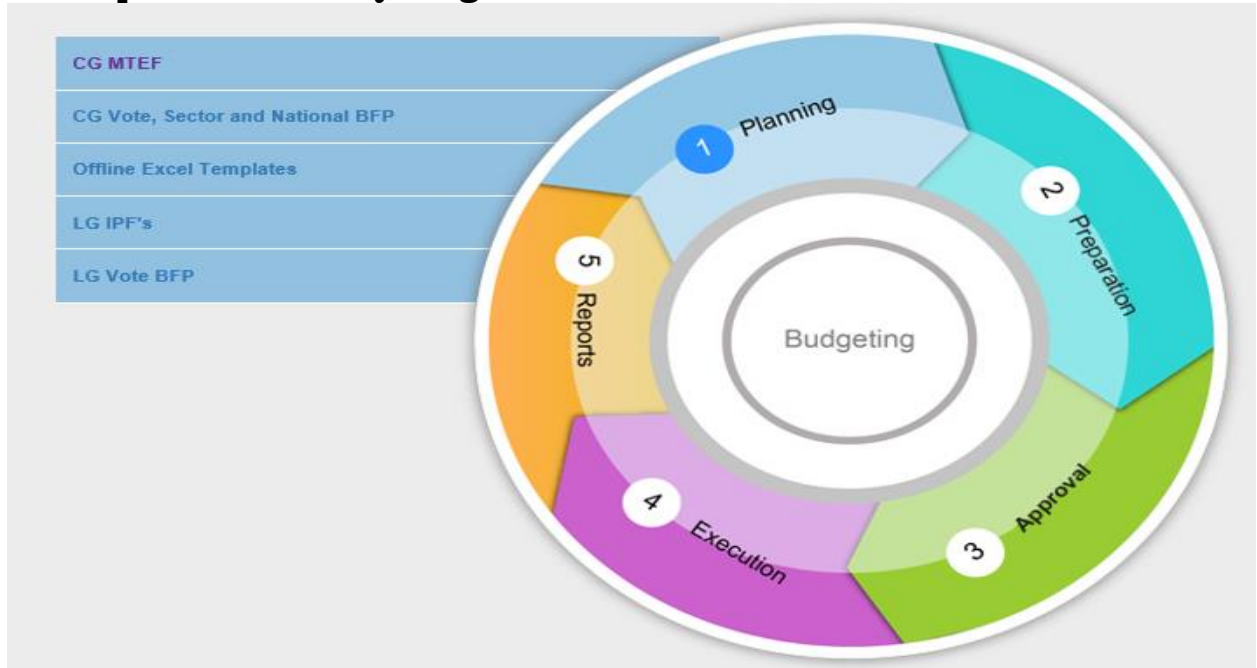 CG MTEF
CG Vote, Sector and National BFP
Offline Excel Templates
LG IPF's
LG Vote BFP
1 Planning
2 Preparation
3 Approval
4 Execution
5 Reports
Budgeting